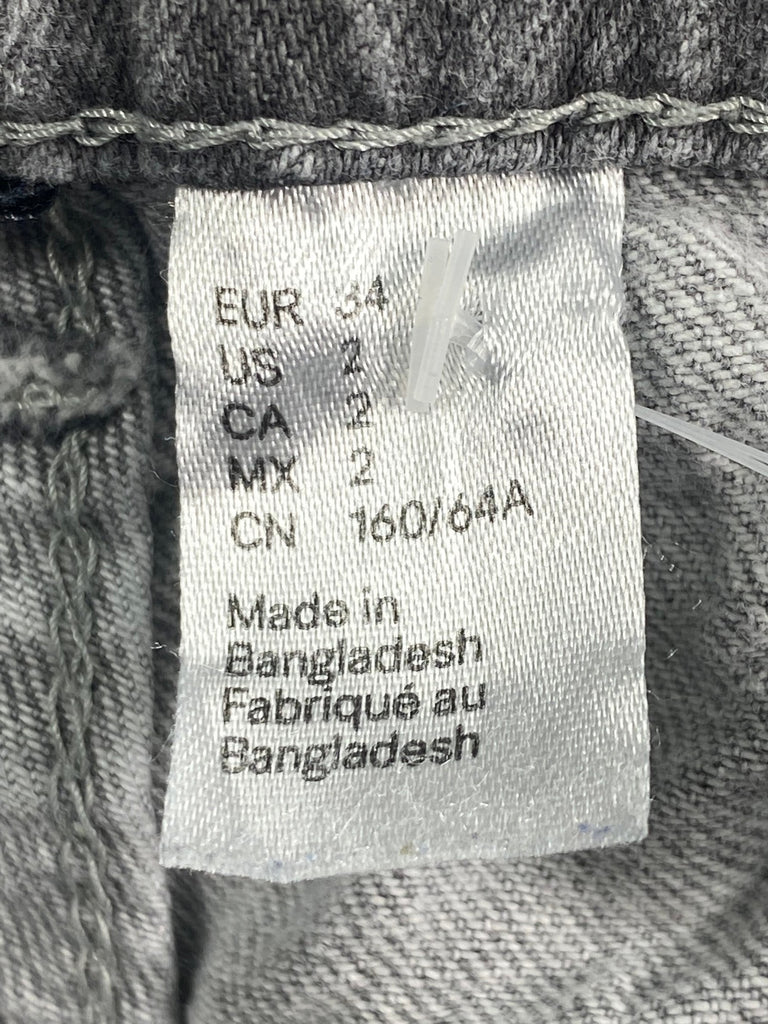 EUR 34
US 2
CA 2
MX 2
CN 160/64A
Made in
Bangladesh
Fabriqué au
Bangladesh